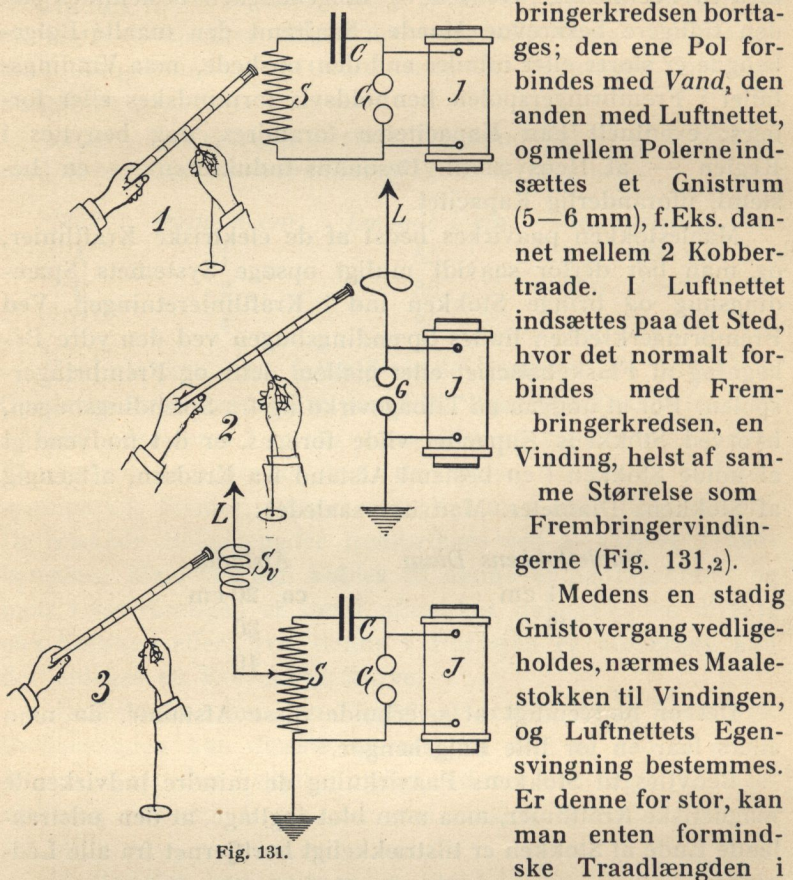 bringerkredsen bortta-
ges; den ene Pol for-
bindes med Vand, den
anden med Luftnettet,
og mellem Polerne ind-
sættes et Gnistrum
(5—6 mm), f. Eks. dan-
net mellem 2 Kobber-
traade. I Luftnettet
indsættes paa det Sted,
hvor det normalt for-
bindes med Frem-
bringerkredsen, en
Vinding, helst af sam-
me Størrelse som
Frembringervindin-
gerne (Fig. 131,2).
Medens en stadig
Gnistovergang vedlige-
holdes, nærmes Maale-
stokken til Vindingen,
og Luftnettets Egen-
svingning bestemmes.
Er denne for stor, kan
man enten formind-
ske Traadlængden i
C
S
G
J
1
L
G
J
2
L
Sv
C
S
G
J
3
Fig. 131.